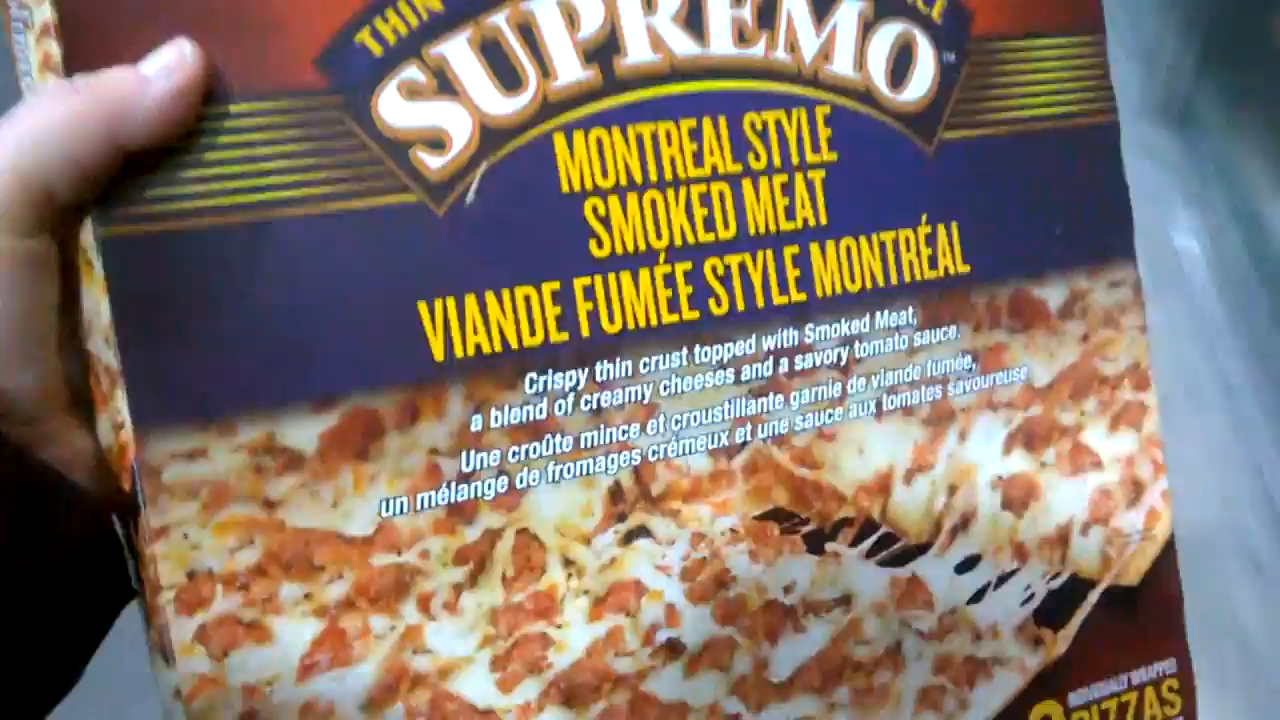 THIN
SUPREMO
MONTREAL STYLE
SMOKED MEAT
VIANDE FUMÉE STYLE MONTRÉAL
Crispy thin crust topped with Smoked Meat,
a blend of creamy cheeses and a savory tomato sauce.
Une croûte mince et croustillante garnie de viande fumée,
un mélange de fromages crémeux et une sauce aux tomates savoureuse
INDIVIDUALLY WRAPPED
PIZZAS